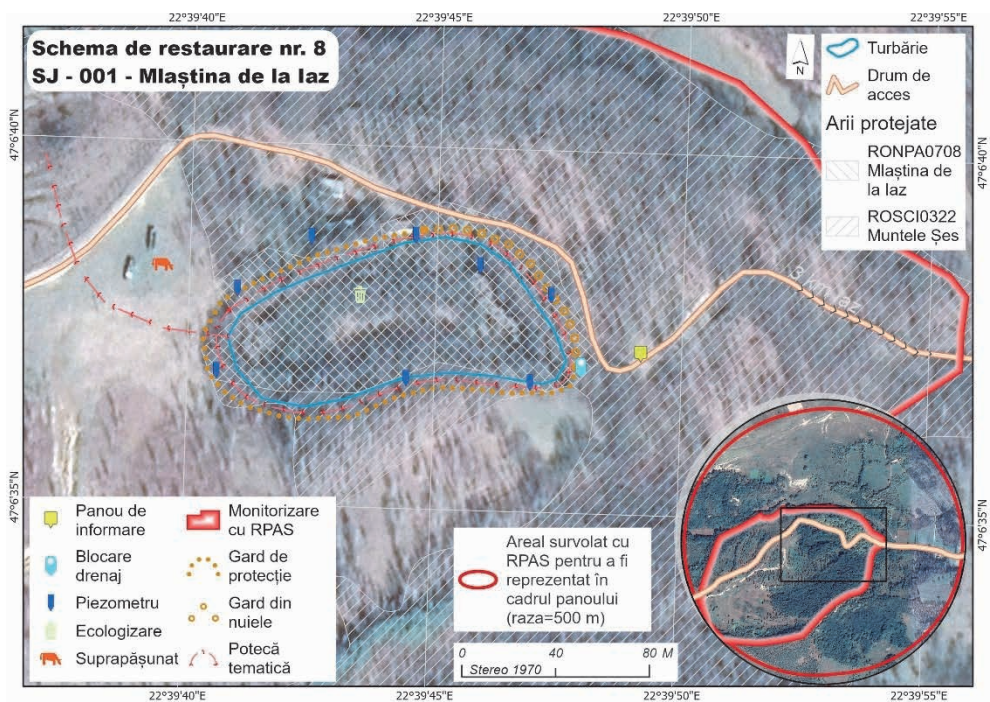 22°39'40"E
22°39'45"E
22°39'50"E
22°39'55"E
Schema de restaurare nr. 8
SJ - 001 - Mlaștina de la Iaz
N
Turbărie
Drum de
acces
Arii protejate
RONPA0708
Mlaștina de
la Iaz
ROSCI0322
Muntele Șes
47°6'40"N
47°6'40"N
47°6'35"N
47°6'35"N
Panou de
informare
Blocare
drenaj
Piezometru
Ecologizare
Suprapășunat
Monitorizare
cu RPAS
Gard de
protecție
Gard din
nuiele
Potecă
tematică
Areal survolat cu
RPAS pentru a fi
reprezentat în
cadrul panoului
(raza=500 m)
0 40 80 M
Stereo 1970
22°39'40"E
22°39'45"E
22°39'50"E
22°39'55"E